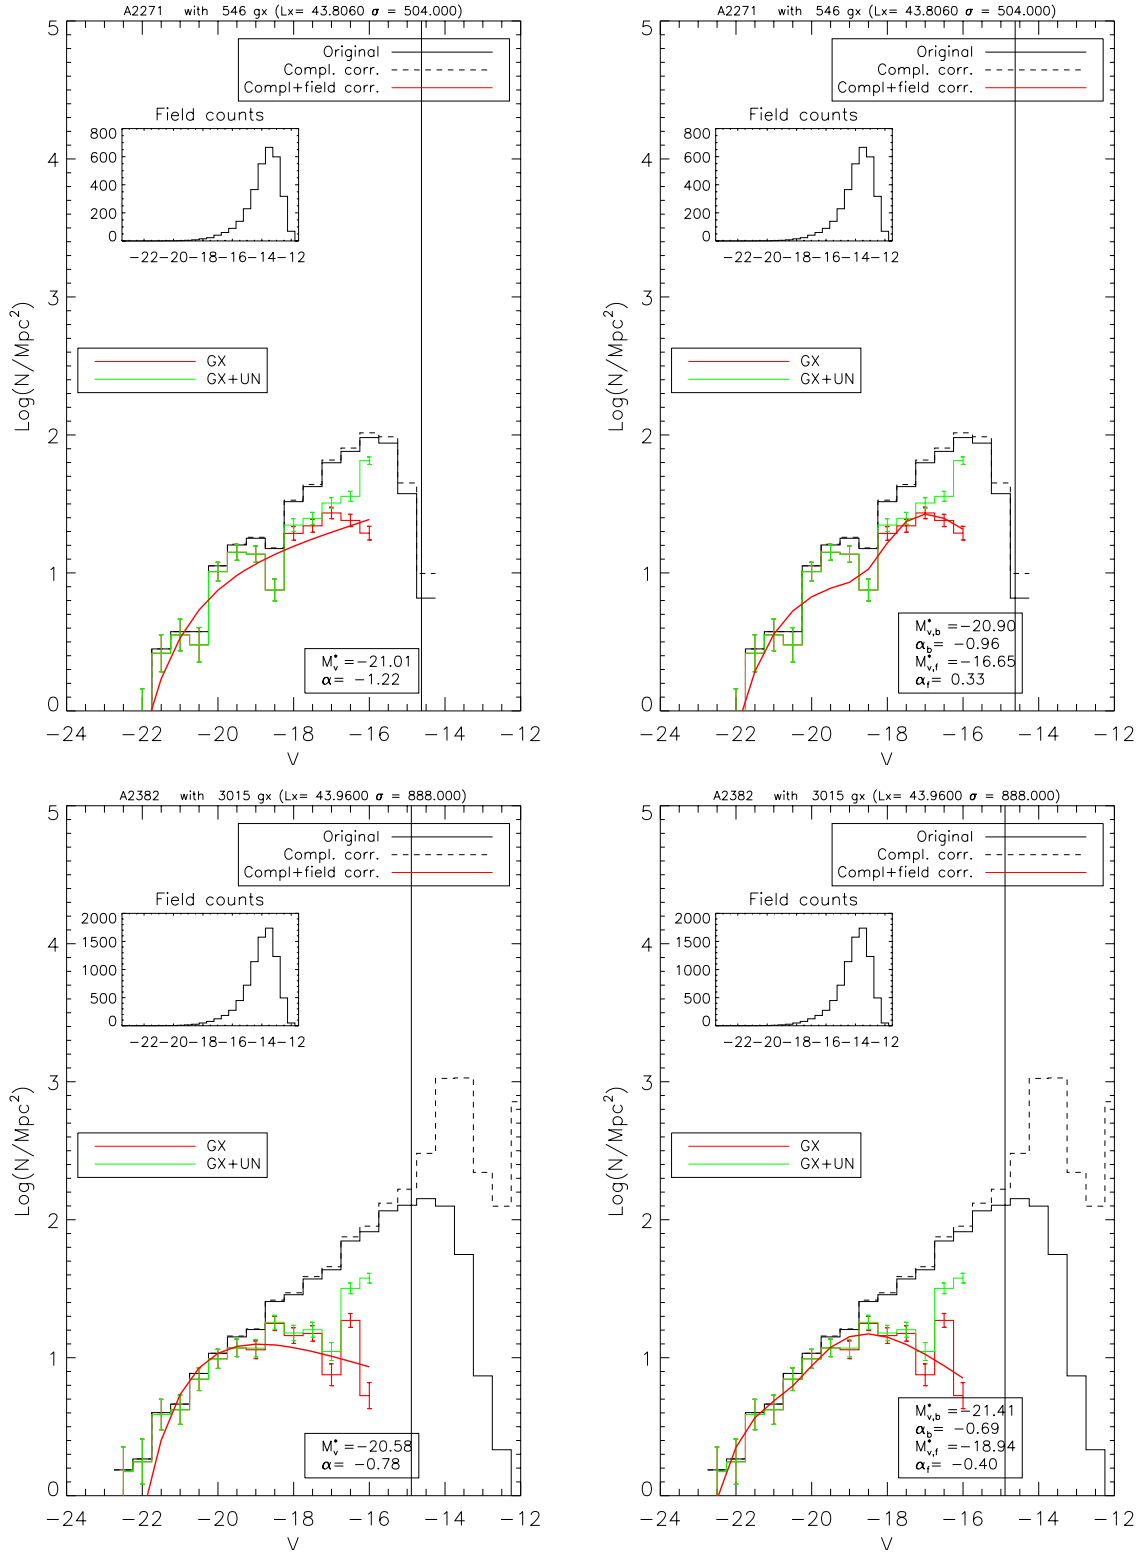 A2271 with 546 gx (Lx= 43.8060 σ = 504.000)
Original
Compl. corr.
Compl+field corr.
Field counts
800
600
400
200
0
−22−20−18−16−14−12
GX
GX+UN
M*v=−21.01
α= −1.22
5
4
3
2
1
0
Log(N/Mpc²)
−24 −22 −20 −18 −16 −14 −12
V
A2271 with 546 gx (Lx= 43.8060 σ = 504.000)
Original
Compl. corr.
Compl+field corr.
Field counts
800
600
400
200
0
−22−20−18−16−14−12
GX
GX+UN
M*v,b =−20.90
αb= −0.96
M*v,f =−16.65
αf= 0.33
5
4
3
2
1
0
Log(N/Mpc²)
−24 −22 −20 −18 −16 −14 −12
V
A2382 with 3015 gx (Lx= 43.9600 σ = 888.000)
Original
Compl. corr.
Compl+field corr.
Field counts
2000
1500
1000
500
0
−22−20−18−16−14−12
GX
GX+UN
M*v=−20.58
α= −0.78
5
4
3
2
1
0
Log(N/Mpc²)
−24 −22 −20 −18 −16 −14 −12
V
A2382 with 3015 gx (Lx= 43.9600 σ = 888.000)
Original
Compl. corr.
Compl+field corr.
Field counts
2000
1500
1000
500
0
−22−20−18−16−14−12
GX
GX+UN
M*v,b =−21.41
αb= −0.69
M*v,f =−18.94
αf= −0.40
5
4
3
2
1
0
Log(N/Mpc²)
−24 −22 −20 −18 −16 −14 −12
V